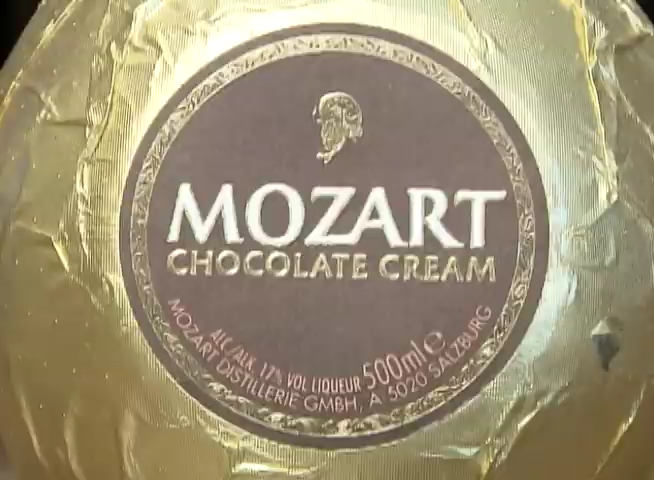 MOZART
CHOCOLATE CREAM
ALC/ALK. 17% VOL LIQUEUR 500ml e
MOZART DISTILLERIE GMBH, A 5020 SALZBURG